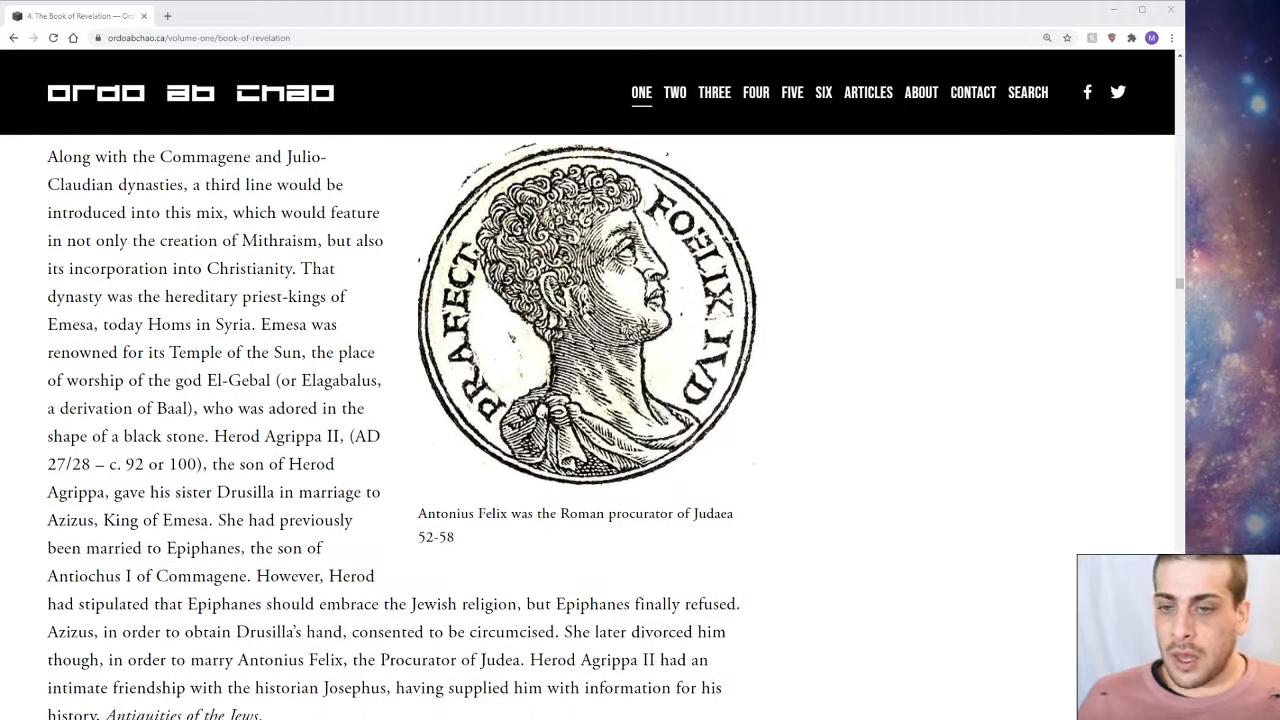 4. The Book of Revelation — Ord
ordoabchao.ca/volume-one/book-of-revelation
M
ordo ab chao
ONE TWO THREE FOUR FIVE SIX ARTICLES ABOUT CONTACT SEARCH
Along with the Commagene and Julio-
Claudian dynasties, a third line would be
introduced into this mix, which would feature
in not only the creation of Mithraism, but also
its incorporation into Christianity. That
dynasty was the hereditary priest-kings of
Emesa, today Homs in Syria. Emesa was
renowned for its Temple of the Sun, the place
of worship of the god El-Gebal (or Elagabalus,
a derivation of Baal), who was adored in the
shape of a black stone. Herod Agrippa II, (AD
27/28 – c. 92 or 100), the son of Herod
Agrippa, gave his sister Drusilla in marriage to
Azizus, King of Emesa. She had previously
been married to Epiphanes, the son of
Antiochus I of Commagene. However, Herod
had stipulated that Epiphanes should embrace the Jewish religion, but Epiphanes finally refused.
Azizus, in order to obtain Drusilla's hand, consented to be circumcised. She later divorced him
though, in order to marry Antonius Felix, the Procurator of Judea. Herod Agrippa II had an
intimate friendship with the historian Josephus, having supplied him with information for his
history, Antiquities of the Jews.
PRAEFECT. FOELIX IVD
Antonius Felix was the Roman procurator of Judaea
52-58